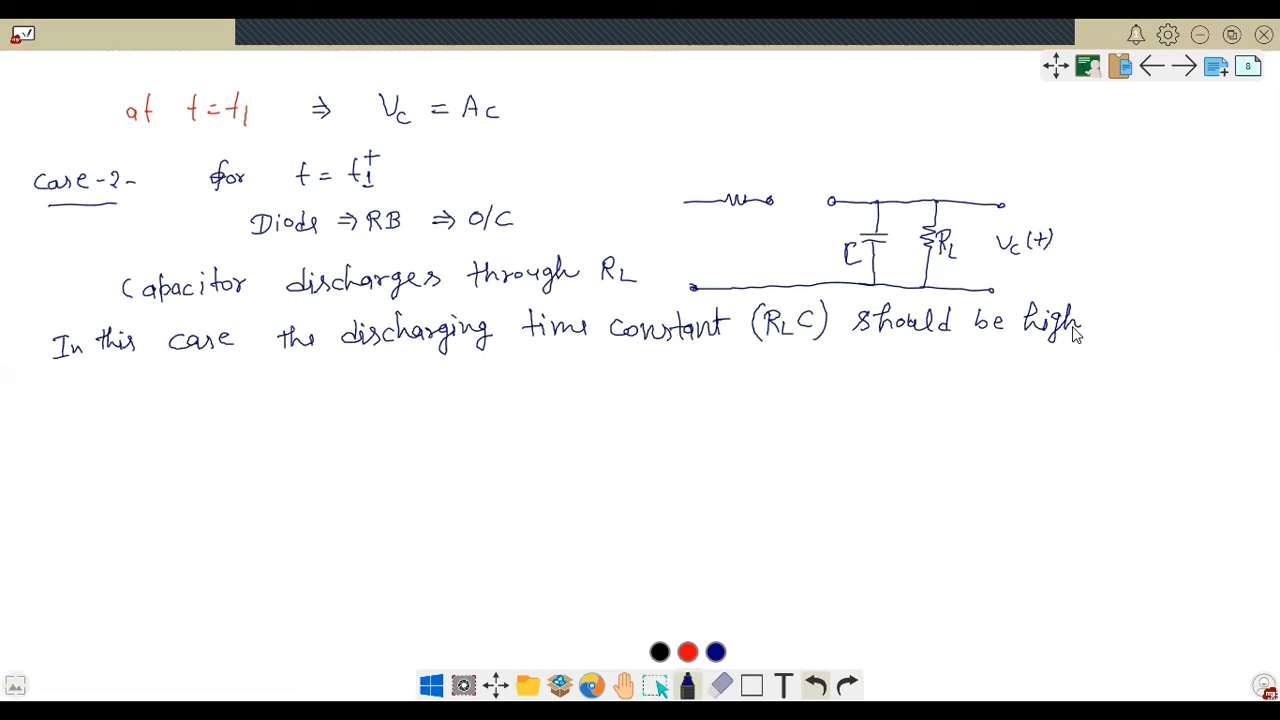 8
at t=t1 ⇒ Vc = Ac
Case-2- for t = t1+
Diode ⇒ RB ⇒ O/C
C RL Vc(t)
Capacitor discharges through RL
In this case the discharging time constant (RLC) should be high
T